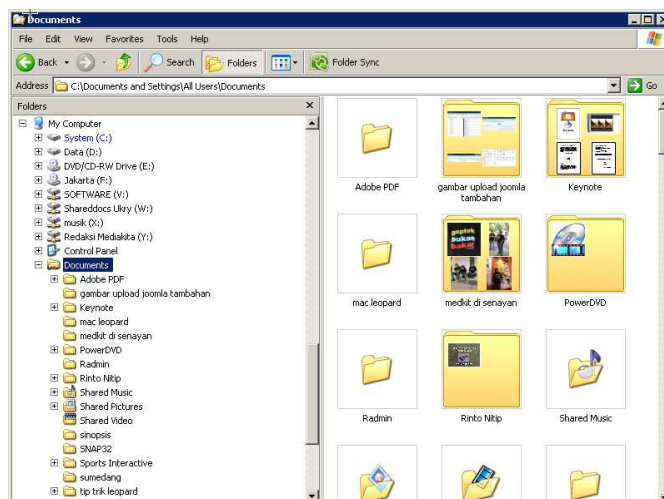 Documents
File Edit View Favorites Tools Help
Back Search Folders Folder Sync
Address C:\Documents and Settings\All Users\Documents Go
Folders
My Computer
System (C:)
Data (D:)
DVD/CD-RW Drive (E:)
Jakarta (F:)
SOFTWARE (V:)
Shareddocs Ukry (W:)
musik (X:)
Redaksi Mediakita (Y:)
Control Panel
Documents
Adobe PDF
gambar upload joomla tambahan
Keynote
mac leopard
medkit di senayan
PowerDVD
Radmin
Rinto Nitip
Shared Music
Shared Pictures
Shared Video
sinopsis
SNAP32
Sports Interactive
sumedang
tip trik leopard
Adobe PDF
gambar upload joomla
tambahan
Keynote
mac leopard
gaptek
bukan
medkit di senayan
PowerDVD
Radmin
Rinto Nitip
Shared Music